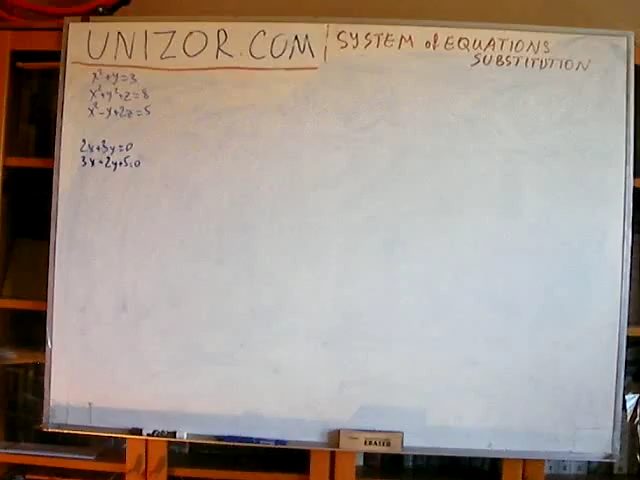 UNIZOR.COM
SYSTEM of EQUATIONS
SUBSTITUTION
x²+y=3
x²+y²+z=8
x²-y+2z=5
2x+3y=0
3x+2y+5=0
ERASER